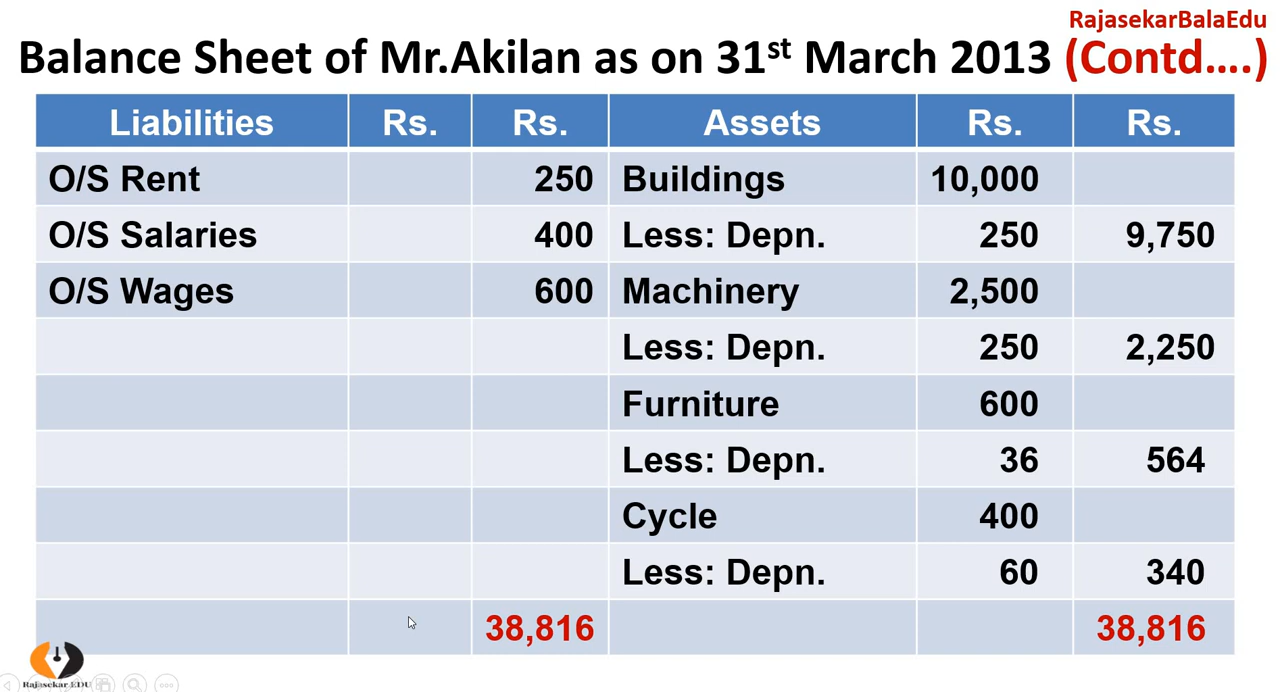 RajasekarBalaEdu
Balance Sheet of Mr.Akilan as on 31st March 2013 (Contd....)
Liabilities Rs. Rs. Assets Rs. Rs.
O/S Rent 250 Buildings 10,000
O/S Salaries 400 Less: Depn. 250 9,750
O/S Wages 600 Machinery 2,500
Less: Depn. 250 2,250
Furniture 600
Less: Depn. 36 564
Cycle 400
Less: Depn. 60 340
38,816 38,816
Rajasekar EDU